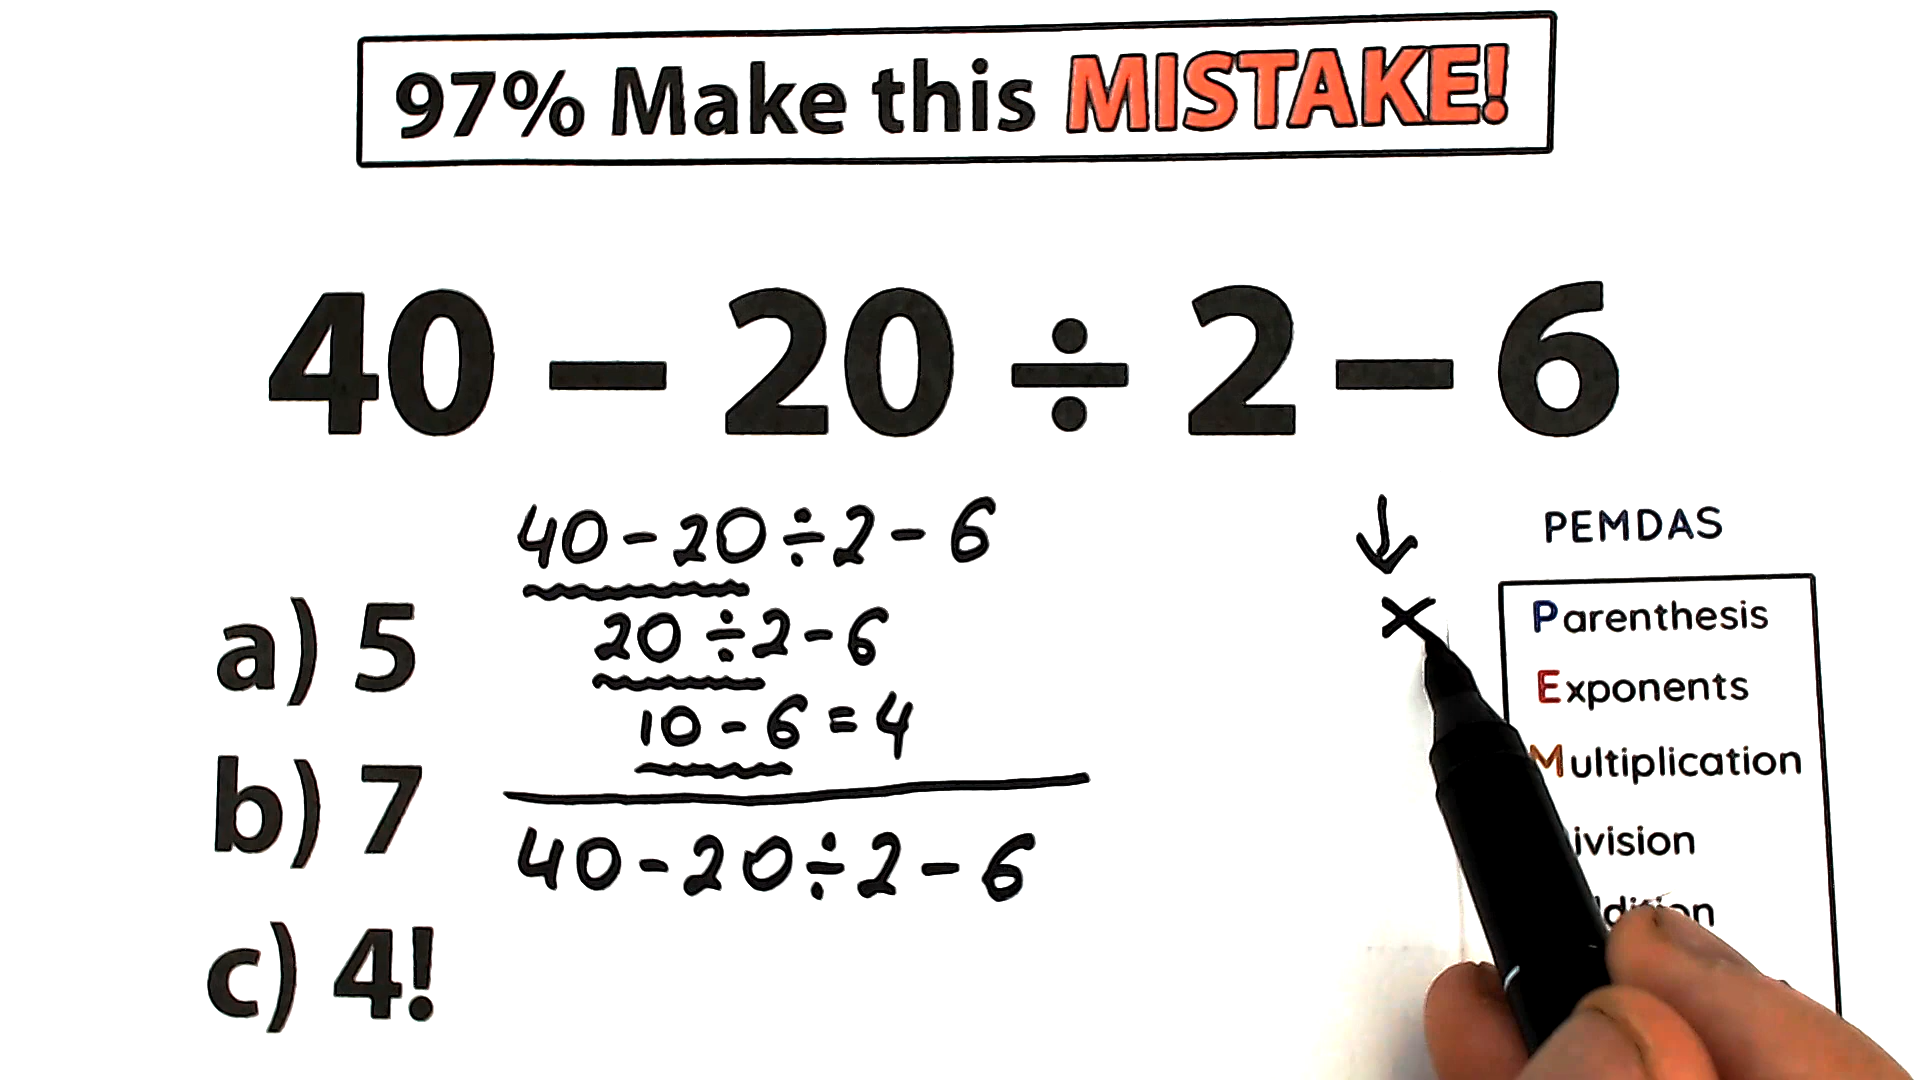 97% Make this MISTAKE!
40 − 20 ÷ 2 − 6
40 − 20 ÷ 2 − 6
20 ÷ 2 − 6
10 − 6 = 4
40 − 20 ÷ 2 − 6
a) 5
b) 7
c) 4!
PEMDAS
Parenthesis
Exponents
Multiplication
ivision